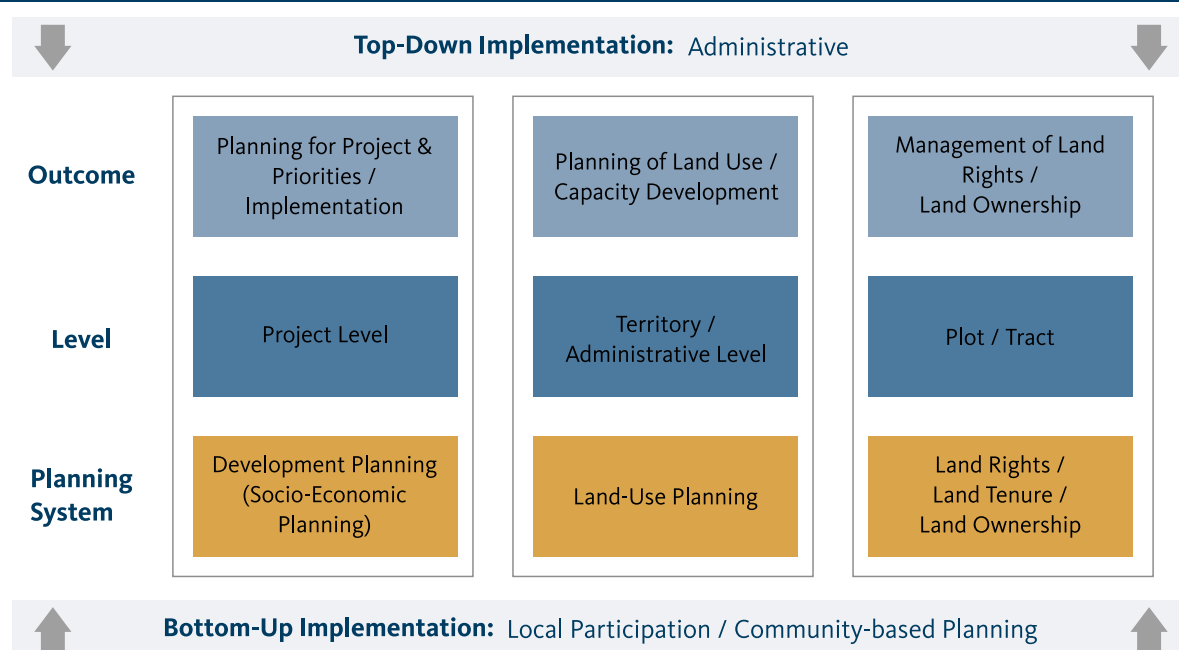 Top-Down Implementation: Administrative
Outcome
Planning for Project &
Priorities /
Implementation
Planning of Land Use /
Capacity Development
Management of Land
Rights /
Land Ownership
Level
Project Level
Territory /
Administrative Level
Plot / Tract
Planning
System
Development Planning
(Socio-Economic
Planning)
Land-Use Planning
Land Rights /
Land Tenure /
Land Ownership
Bottom-Up Implementation: Local Participation / Community-based Planning